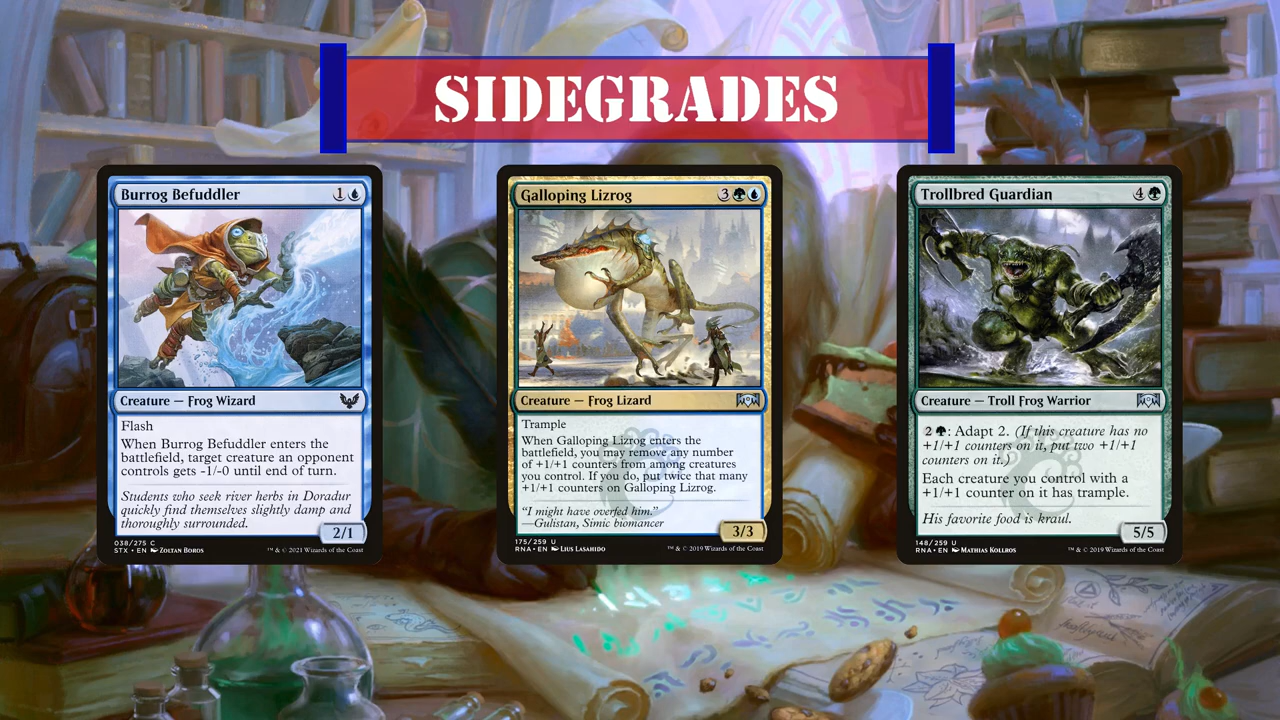 SIDEGRADES
Burrog Befuddler 1
Creature — Frog Wizard
Flash
When Burrog Befuddler enters the
battlefield, target creature an opponent
controls gets -1/-0 until end of turn.
Students who seek river herbs in Doradur
quickly find themselves slightly damp and
thoroughly surrounded.
2/1
038/275 C
STX • EN Zoltan Boros
™ & © 2021 Wizards of the Coast
Galloping Lizrog 3
Creature — Frog Lizard
Trample
When Galloping Lizrog enters the
battlefield, you may remove any number
of +1/+1 counters from among creatures
you control. If you do, put twice that many
+1/+1 counters on Galloping Lizrog.
"I might have overfed him."
—Gulistan, Simic biomancer
3/3
175/259 U
RNA • EN Lius Lasahido
™ & © 2019 Wizards of the Coast
Trollbred Guardian 4
Creature — Troll Frog Warrior
2 : Adapt 2. (If this creature has no
+1/+1 counters on it, put two +1/+1
counters on it.)
Each creature you control with a
+1/+1 counter on it has trample.
His favorite food is kraul.
5/5
148/259 U
RNA • EN Mathias Kollros
™ & © 2019 Wizards of the Coast